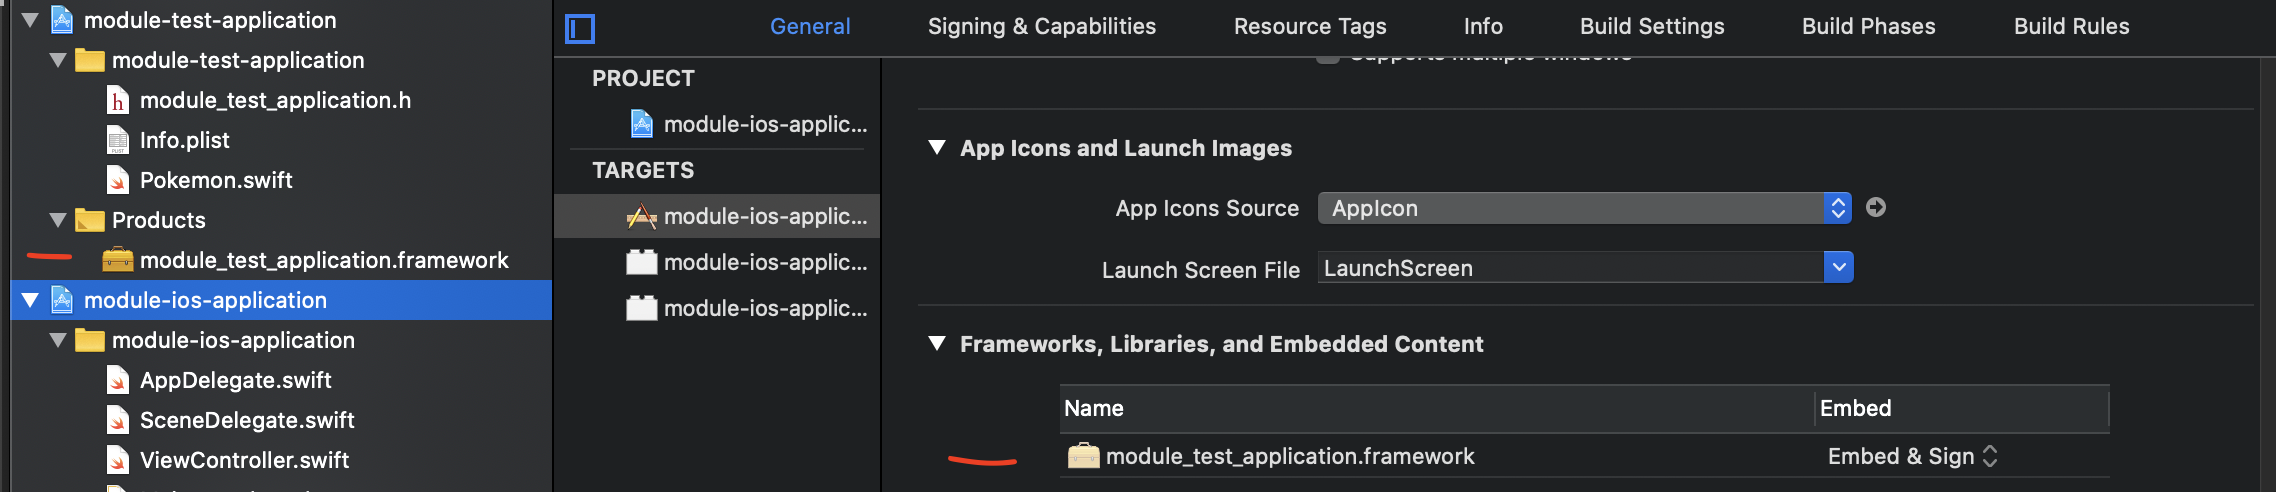 module-test-application
module-test-application
module_test_application.h
Info.plist
Pokemon.swift
Products
module_test_application.framework
module-ios-application
module-ios-application
AppDelegate.swift
SceneDelegate.swift
ViewController.swift
General Signing & Capabilities Resource Tags Info Build Settings Build Phases Build Rules
PROJECT
module-ios-applic...
TARGETS
module-ios-applic...
module-ios-applic...
module-ios-applic...
Supports multiple windows
App Icons and Launch Images
App Icons Source AppIcon
Launch Screen File LaunchScreen
Frameworks, Libraries, and Embedded Content
Name Embed
module_test_application.framework Embed & Sign